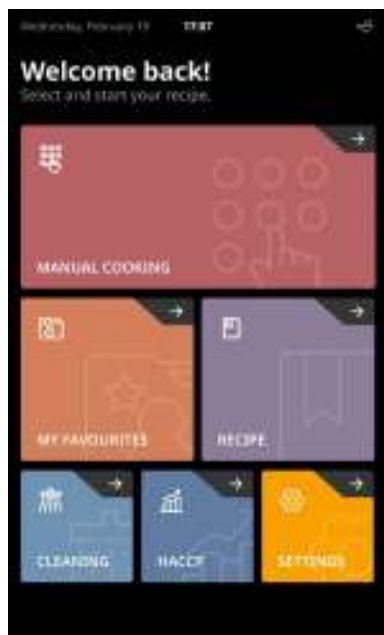 Wednesday, February 19 17:07
Welcome back!
Select and start your recipe.
MANUAL COOKING
MY FAVOURITES
RECIPE
CLEANING
HACCP
SETTINGS